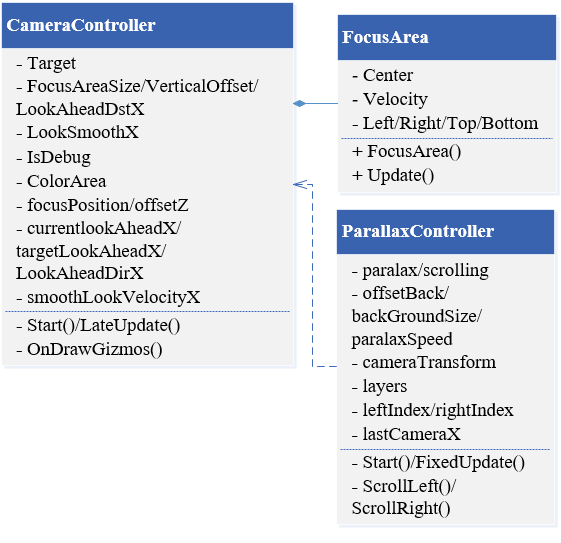 CameraController
- Target
- FocusAreaSize/VerticalOffset/
LookAheadDstX
- LookSmoothX
- IsDebug
- ColorArea
- focusPosition/offsetZ
- currentlookAheadX/
targetLookAheadX/
LookAheadDirX
- smoothLookVelocityX
- Start()/LateUpdate()
- OnDrawGizmos()
FocusArea
- Center
- Velocity
- Left/Right/Top/Bottom
+ FocusArea()
+ Update()
ParallaxController
- paralax/scrolling
- offsetBack/
backGroundSize/
paralaxSpeed
- cameraTransform
- layers
- leftIndex/rightIndex
- lastCameraX
- Start()/FixedUpdate()
- ScrollLeft()/
ScrollRight()